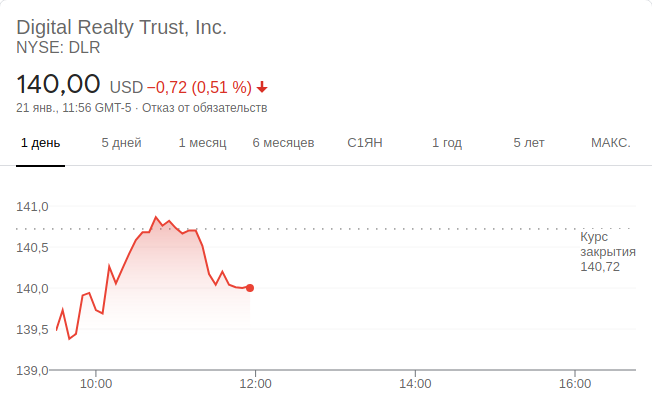 Digital Realty Trust, Inc.
NYSE: DLR
140,00 USD −0,72 (0,51 %)
21 янв., 11:56 GMT-5 · Отказ от обязательств
1 день 5 дней 1 месяц 6 месяцев С1ЯН 1 год 5 лет МАКС.
141,0
Курс
закрытия
140,72
140,5
140,0
139,5
139,0
10:00 12:00 14:00 16:00